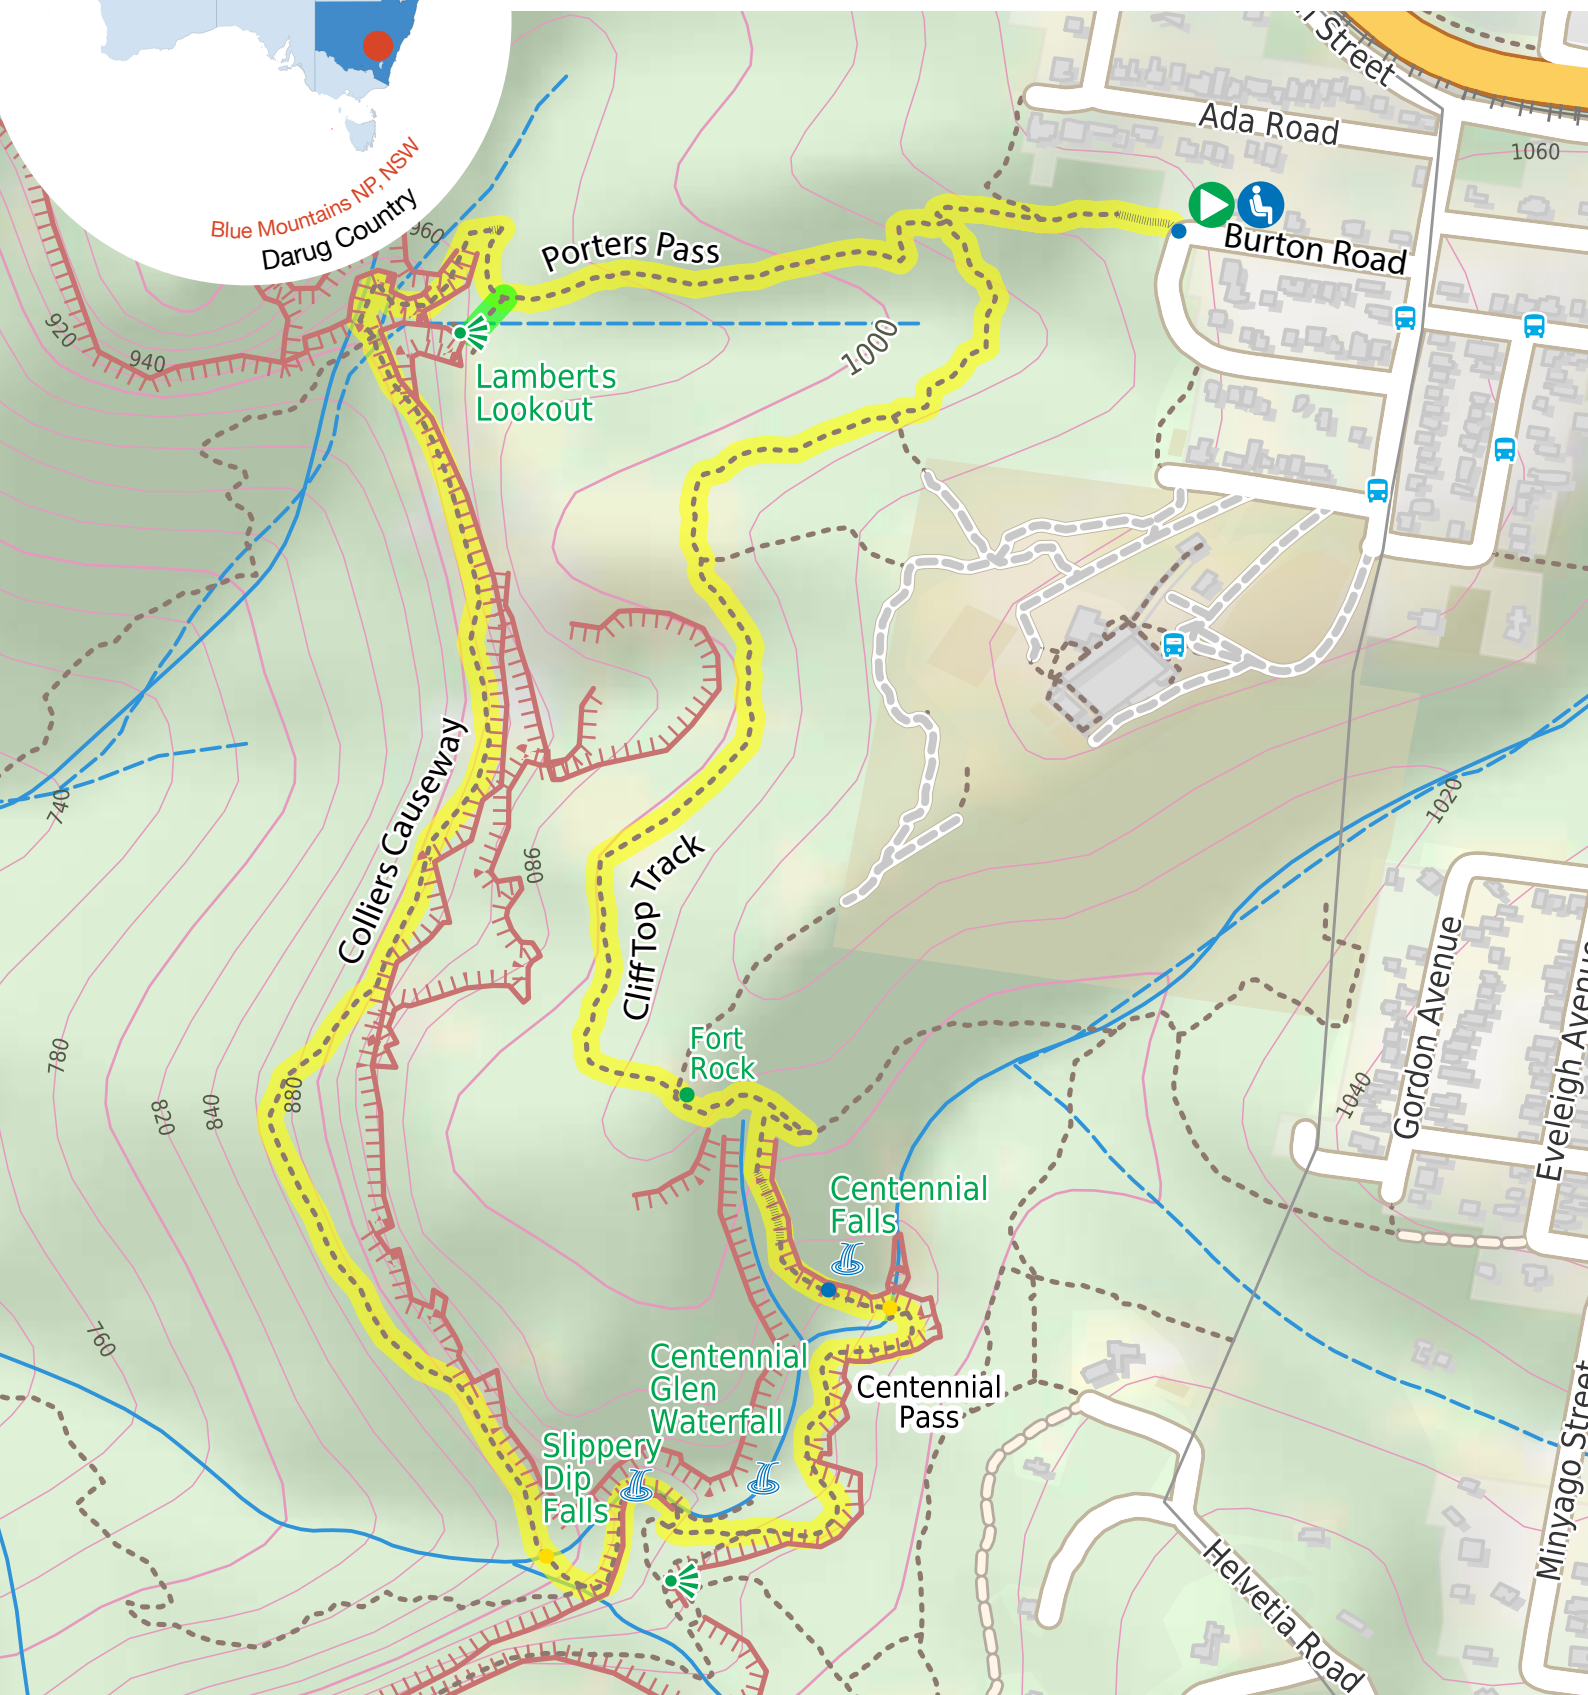 Street
Ada Road
1060
Blue Mountains NP, NSW
Darug Country
960
Porters Pass
Burton Road
920
940
1000
Lamberts
Lookout
Colliers Causeway
740
980
Cliff Top Track
1020
Fort
Rock
780
820
840
880
1040
Gordon Avenue
Eveleigh Avenue
Centennial
Falls
760
Centennial
Glen
Waterfall
Centennial
Pass
Slippery
Dip
Falls
Minyago Street
Helvetia Road